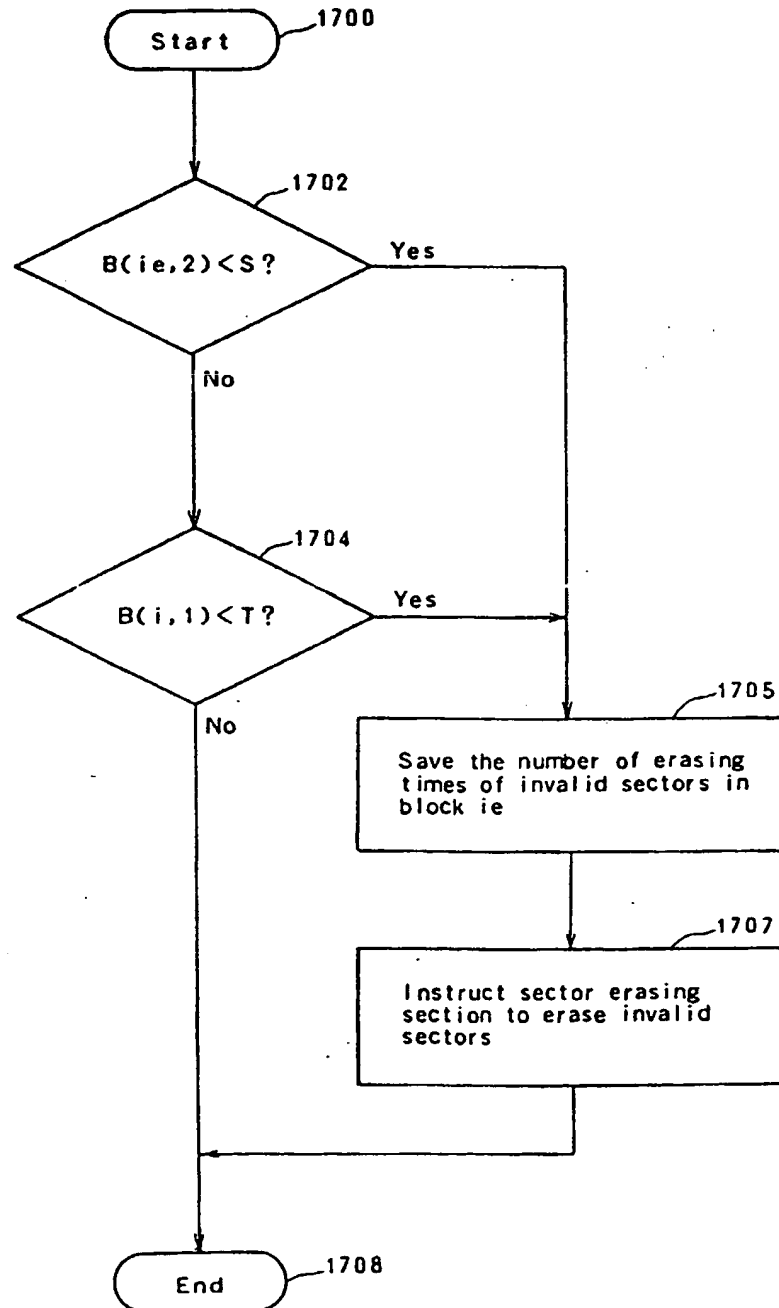 Start
1700
1702
B(ie,2)<S?
Yes
No
1704
B(i,1)<T?
Yes
No
1705
Save the number of erasing
times of invalid sectors in
block ie
1707
Instruct sector erasing
section to erase invalid
sectors
End
1708